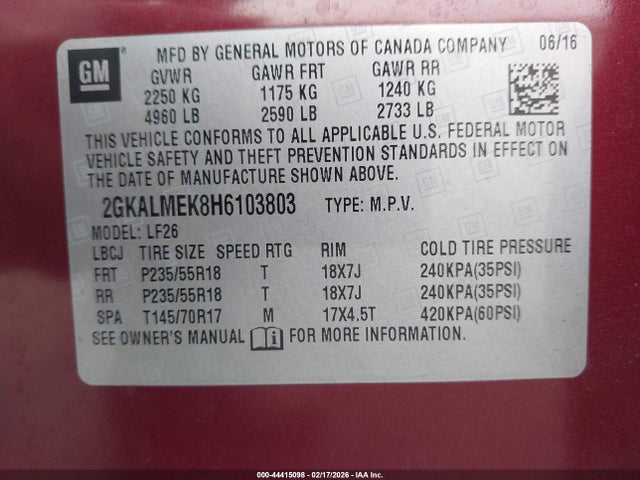 GM
MFD BY GENERAL MOTORS OF CANADA COMPANY 06/16
GVWR GAWR FRT GAWR RR
2250 KG 1175 KG 1240 KG
4960 LB 2590 LB 2733 LB
THIS VEHICLE CONFORMS TO ALL APPLICABLE U.S. FEDERAL MOTOR
VEHICLE SAFETY AND THEFT PREVENTION STANDARDS IN EFFECT ON
THE DATE OF MANUFACTURE SHOWN ABOVE.
2GKALMEK8H6103803 TYPE: M.P.V.
MODEL: LF26
LBCJ TIRE SIZE SPEED RTG RIM COLD TIRE PRESSURE
FRT P235/55R18 T 18X7J 240KPA(35PSI)
RR P235/55R18 T 18X7J 240KPA(35PSI)
SPA T145/70R17 M 17X4.5T 420KPA(60PSI)
SEE OWNER'S MANUAL FOR MORE INFORMATION.
000-44415098 - 02/17/2026 - IAA Inc.